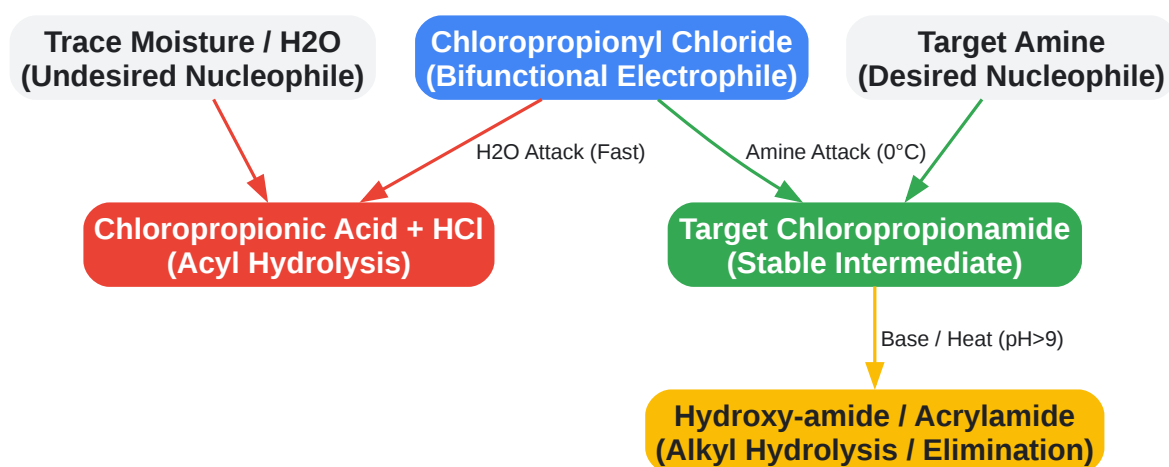 Trace Moisture / H2O
(Undesired Nucleophile)
Chloropropionyl Chloride
(Bifunctional Electrophile)
Target Amine
(Desired Nucleophile)
H2O Attack (Fast)
Amine Attack (0°C)
Chloropropionic Acid + HCl
(Acyl Hydrolysis)
Target Chloropropionamide
(Stable Intermediate)
Base / Heat (pH>9)
Hydroxy-amide / Acrylamide
(Alkyl Hydrolysis / Elimination)